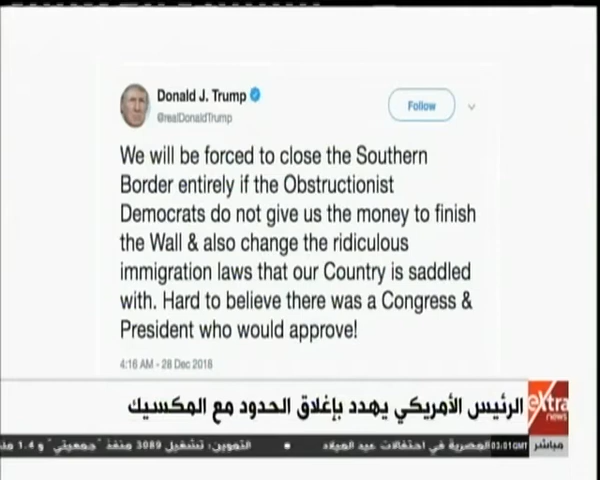 Donald J. Trump
@realDonaldTrump
Follow
We will be forced to close the Southern
Border entirely if the Obstructionist
Democrats do not give us the money to finish
the Wall & also change the ridiculous
immigration laws that our Country is saddled
with. Hard to believe there was a Congress &
President who would approve!
4:16 AM - 28 Dec 2018
الرئيس الأمريكي يهدد بإغلاق الحدود مع المكسيك
eXtra
news
مباشر
03:01GMT
المصرية في احتفالات عيد الميلاد
التموين: تشغيل 3089 منفذ "جمعيتي" و 1.4